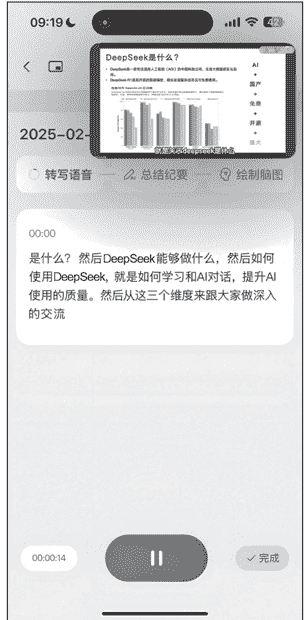 09:19
42
DeepSeek是什么?
AI
+
国产
+
免费
+
开源
+
强大
2025-02-
转写语音
总结纪要
绘制脑图
00:00
是什么? 然后DeepSeek能够做什么，然后如何
使用DeepSeek, 就是如何学习和AI对话，提升AI
使用的质量。然后从这三个维度来跟大家做深入
的交流
00:00:14
完成